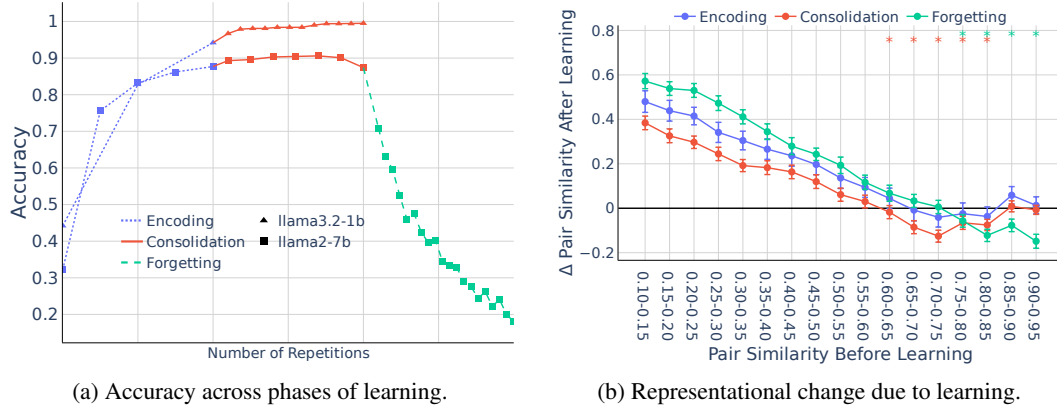 1
0.9
0.8
0.7
0.6
0.5
0.4
0.3
0.2
Accuracy
Encoding
Consolidation
Forgetting
llama3.2-1b
llama2-7b
Number of Repetitions
(a) Accuracy across phases of learning.
Encoding
Consolidation
Forgetting
0.8
0.6
0.4
0.2
0
−0.2
Δ Pair Similarity After Learning
* * * * *
* * * *
0.10-0.15
0.15-0.20
0.20-0.25
0.25-0.30
0.30-0.35
0.35-0.40
0.40-0.45
0.45-0.50
0.50-0.55
0.55-0.60
0.60-0.65
0.65-0.70
0.70-0.75
0.75-0.80
0.80-0.85
0.85-0.90
0.90-0.95
Pair Similarity Before Learning
(b) Representational change due to learning.